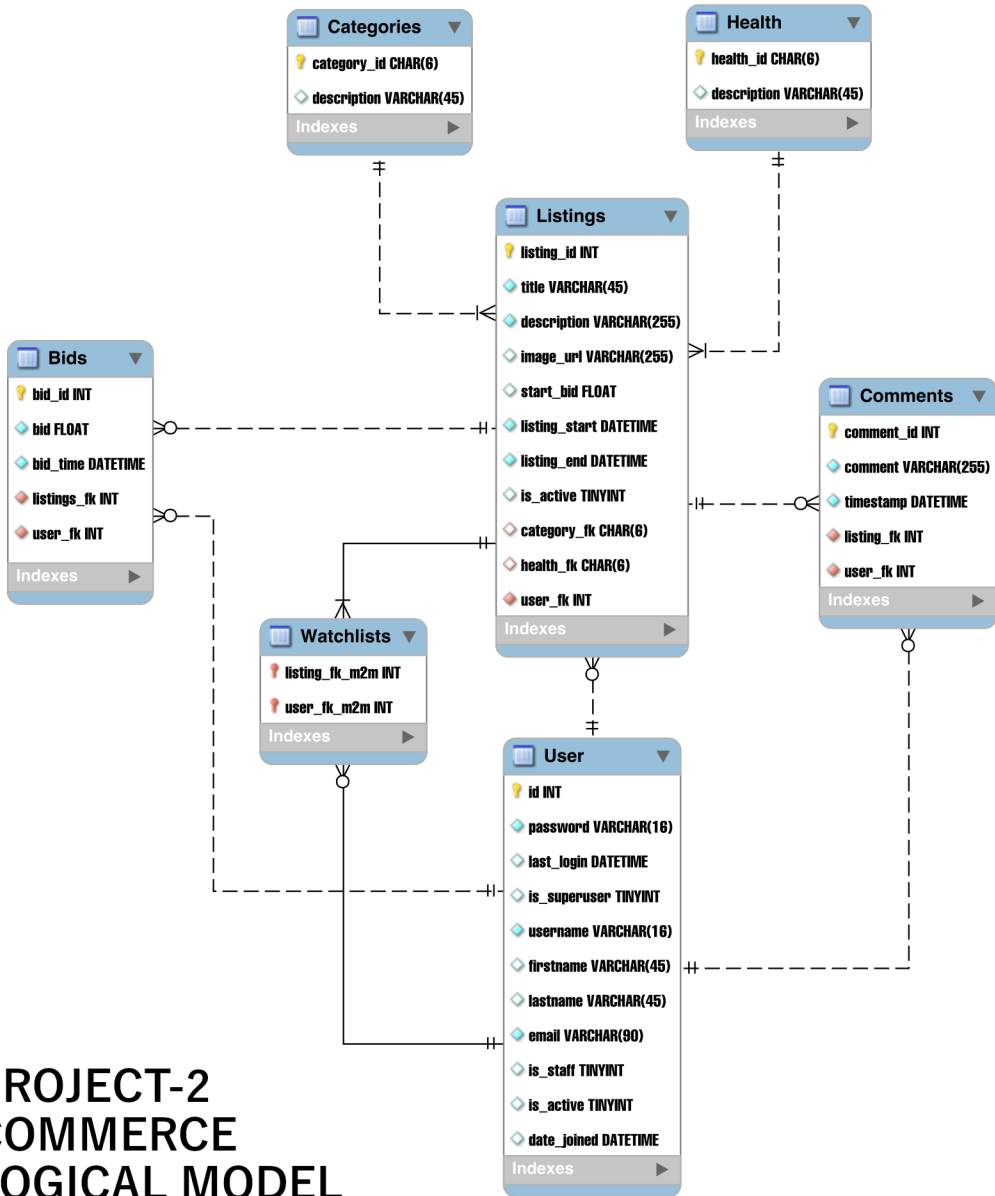 Categories
category_id CHAR(6)
description VARCHAR(45)
Indexes
Health
health_id CHAR(6)
description VARCHAR(45)
Indexes
Listings
listing_id INT
title VARCHAR(45)
description VARCHAR(255)
image_url VARCHAR(255)
start_bid FLOAT
listing_start DATETIME
listing_end DATETIME
is_active TINYINT
category_fk CHAR(6)
health_fk CHAR(6)
user_fk INT
Indexes
Bids
bid_id INT
bid FLOAT
bid_time DATETIME
listings_fk INT
user_fk INT
Indexes
Comments
comment_id INT
comment VARCHAR(255)
timestamp DATETIME
listing_fk INT
user_fk INT
Indexes
Watchlists
listing_fk_m2m INT
user_fk_m2m INT
Indexes
User
id INT
password VARCHAR(16)
last_login DATETIME
is_superuser TINYINT
username VARCHAR(16)
firstname VARCHAR(45)
lastname VARCHAR(45)
email VARCHAR(90)
is_staff TINYINT
is_active TINYINT
date_joined DATETIME
Indexes
ROJECT-2
COMMERCE
OGICAL MODEL